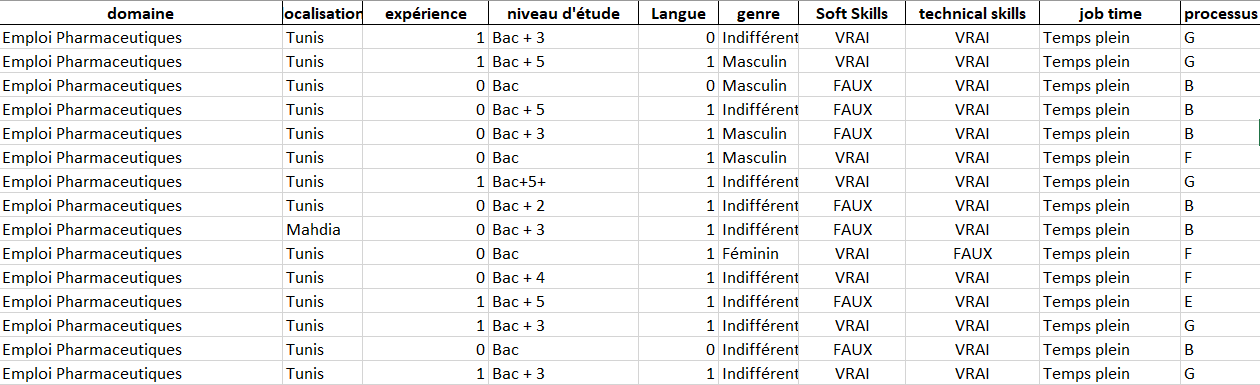 domaine ocalisation expérience niveau d'étude Langue genre Soft Skills technical skills job time processus
Emploi Pharmaceutiques Tunis 1 Bac + 3 0 Indifférent VRAI VRAI Temps plein G
Emploi Pharmaceutiques Tunis 1 Bac + 5 1 Masculin VRAI VRAI Temps plein G
Emploi Pharmaceutiques Tunis 0 Bac 0 Masculin FAUX VRAI Temps plein B
Emploi Pharmaceutiques Tunis 0 Bac + 5 1 Indifférent FAUX VRAI Temps plein B
Emploi Pharmaceutiques Tunis 0 Bac + 3 1 Masculin FAUX VRAI Temps plein B
Emploi Pharmaceutiques Tunis 0 Bac 1 Masculin VRAI VRAI Temps plein F
Emploi Pharmaceutiques Tunis 1 Bac+5+ 1 Indifférent VRAI VRAI Temps plein G
Emploi Pharmaceutiques Tunis 0 Bac + 2 1 Indifférent FAUX VRAI Temps plein B
Emploi Pharmaceutiques Mahdia 0 Bac + 3 1 Indifférent FAUX VRAI Temps plein B
Emploi Pharmaceutiques Tunis 0 Bac 1 Féminin VRAI FAUX Temps plein F
Emploi Pharmaceutiques Tunis 0 Bac + 4 1 Indifférent VRAI VRAI Temps plein F
Emploi Pharmaceutiques Tunis 1 Bac + 5 1 Indifférent FAUX VRAI Temps plein E
Emploi Pharmaceutiques Tunis 1 Bac + 3 1 Indifférent VRAI VRAI Temps plein G
Emploi Pharmaceutiques Tunis 0 Bac 0 Indifférent FAUX VRAI Temps plein B
Emploi Pharmaceutiques Tunis 1 Bac + 3 1 Indifférent VRAI VRAI Temps plein G